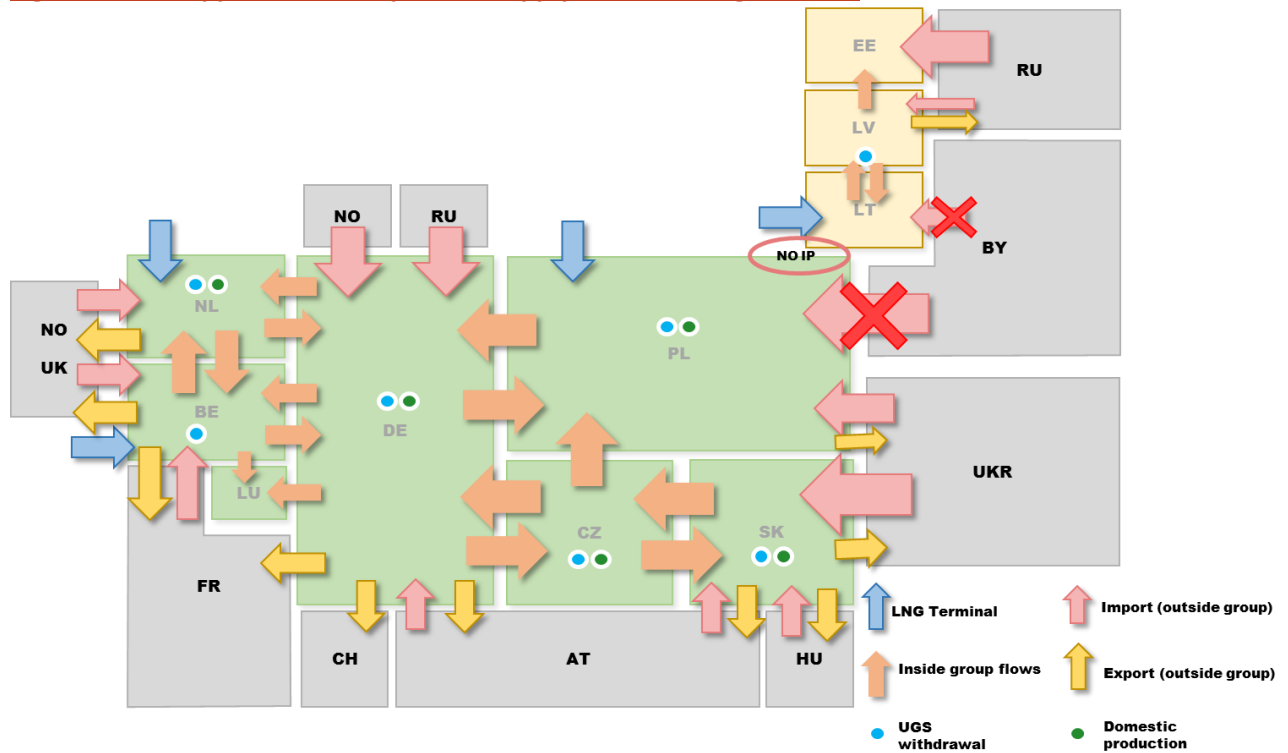 EE
RU
LV
LT
BY
NO IP
NO
RU
NL
NO
UK
PL
BE
DE
LU
UKR
CZ
SK
FR
CH
AT
HU
LNG Terminal
Import (outside group)
Inside group flows
Export (outside group)
UGS
withdrawal
Domestic
production